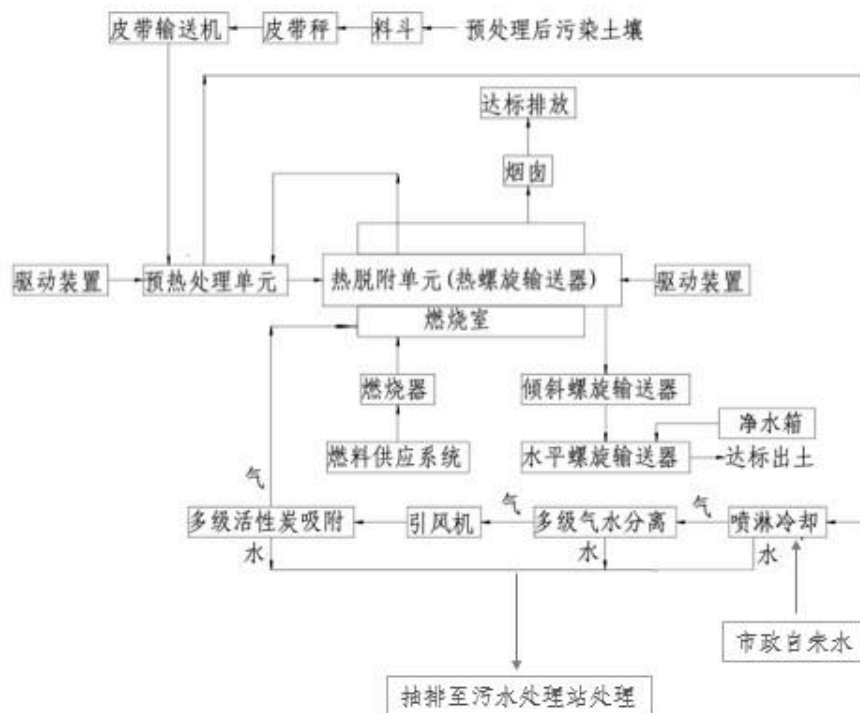 皮带输送机
皮带秤
料斗
预处理后污染土壤
达标排放
烟囱
驱动装置
预热处理单元
热脱附单元(热螺旋输送器)
驱动装置
燃烧室
燃烧器
倾斜螺旋输送器
净水箱
燃料供应系统
水平螺旋输送器
达标出土
气
多级活性炭吸附
引风机
气
多级气水分离
气
喷淋冷却
水
水
水
市政自来水
抽排至污水处理站处理